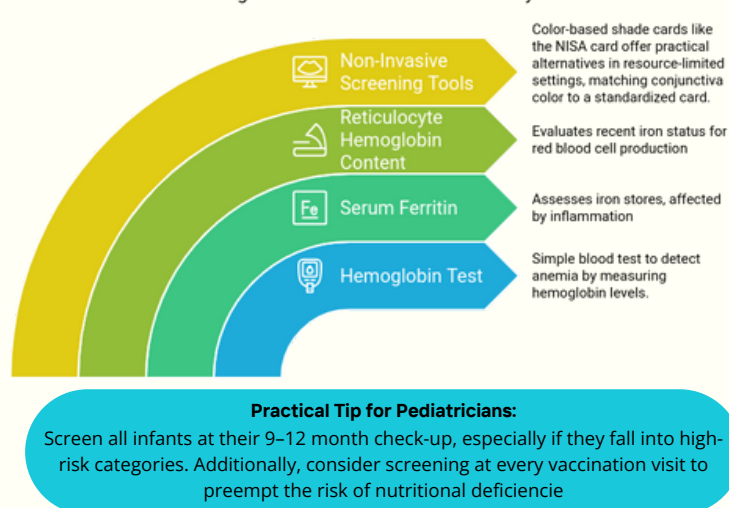 Non-Invasive
Screening Tools
Color-based shade cards like
the NISA card offer practical
alternatives in resource-limited
settings, matching conjunctiva
color to a standardized card.
Reticulocyte
Hemoglobin
Content
Evaluates recent iron status for
red blood cell production
Fe
Serum Ferritin
Assesses iron stores, affected
by inflammation
Hemoglobin Test
Simple blood test to detect
anemia by measuring
hemoglobin levels.
Practical Tip for Pediatricians:
Screen all infants at their 9–12 month check-up, especially if they fall into high-
risk categories. Additionally, consider screening at every vaccination visit to
preempt the risk of nutritional deficiencie